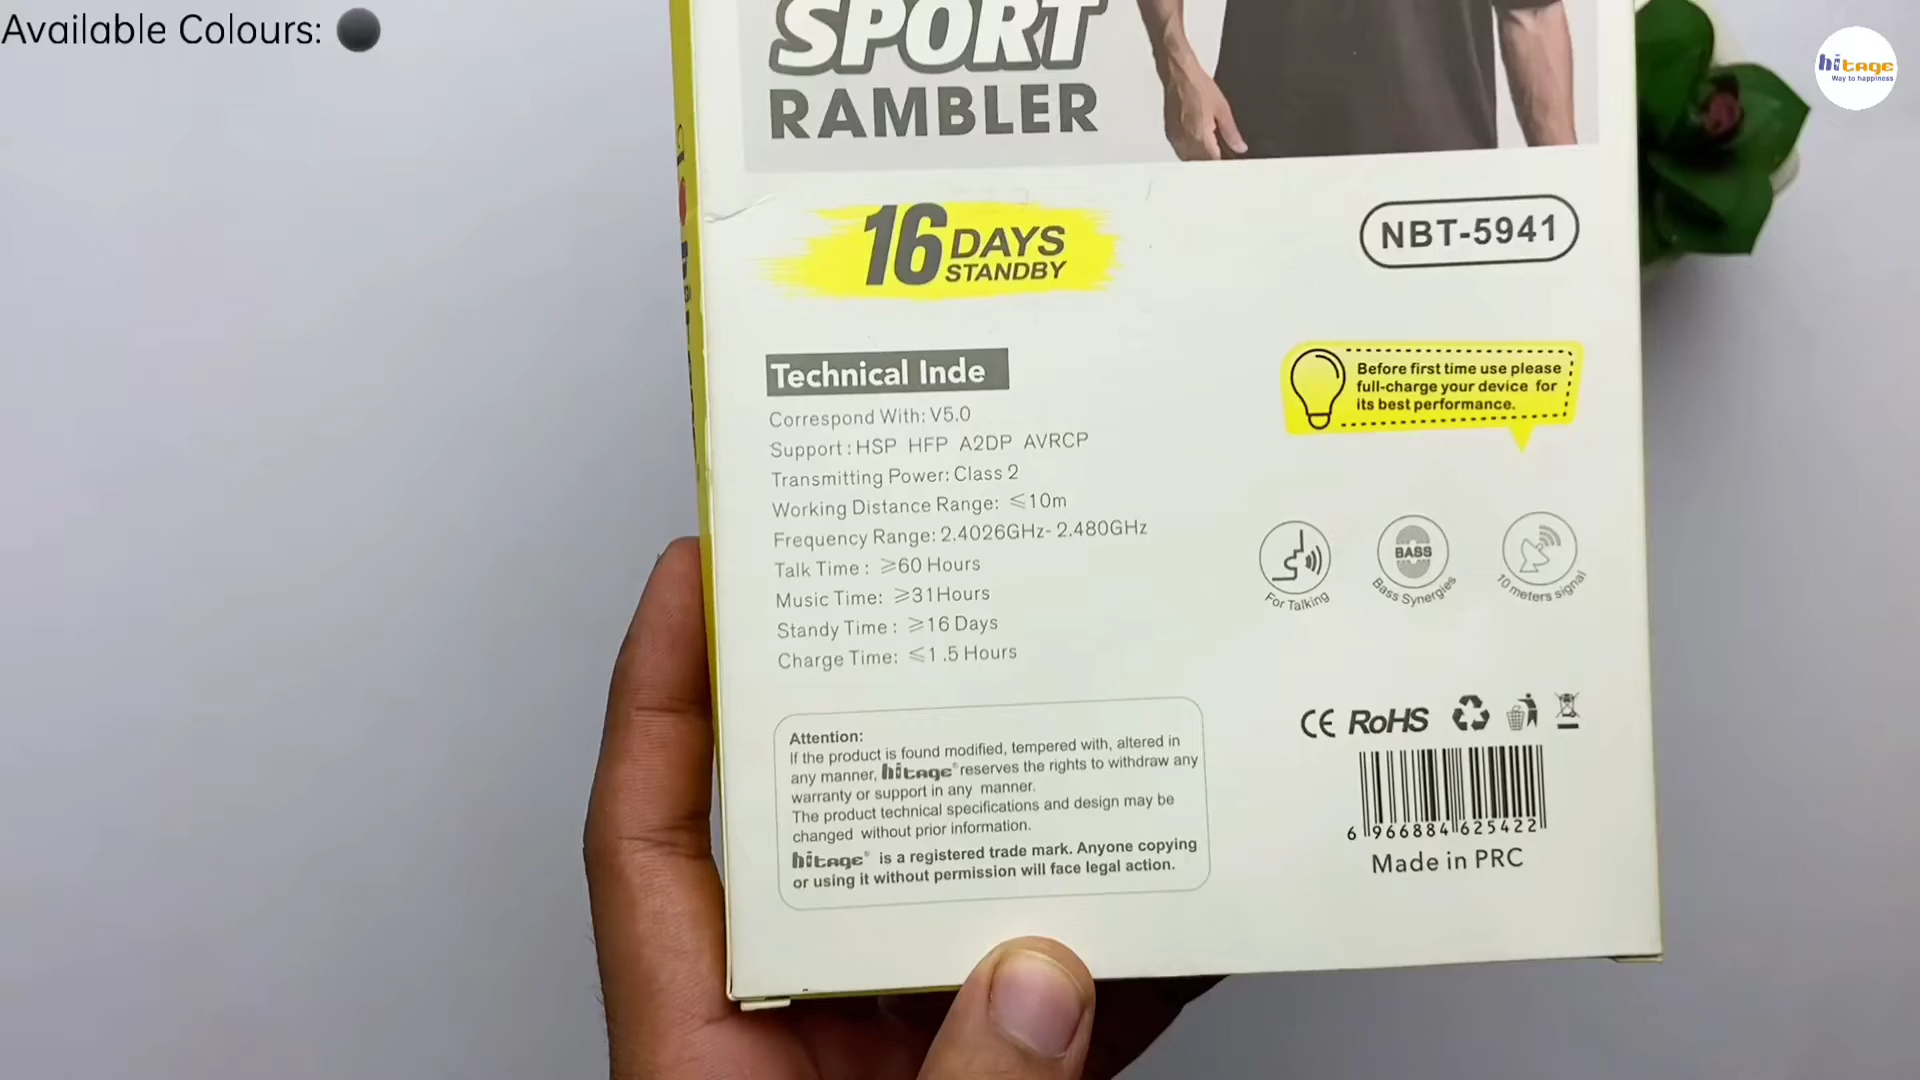 Available Colours:
hitage
Way to happiness
SPORT
RAMBLER
16 DAYS
STANDBY
NBT-5941
Technical Inde
Correspond With: V5.0
Support : HSP HFP A2DP AVRCP
Transmitting Power: Class 2
Working Distance Range: ≤10m
Frequency Range: 2.4026GHz- 2.480GHz
Talk Time : ≥60 Hours
Music Time: ≥31Hours
Standy Time : ≥16 Days
Charge Time: ≤1.5 Hours
Before first time use please
full-charge your device for
its best performance.
BASS
For Talking
Bass Synergies
10 meters signal
Attention:
If the product is found modified, tempered with, altered in
any manner, hitage® reserves the rights to withdraw any
warranty or support in any manner.
The product technical specifications and design may be
changed without prior information.
hitage® is a registered trade mark. Anyone copying
or using it without permission will face legal action.
CE RoHS
6 966884 625422
Made in PRC